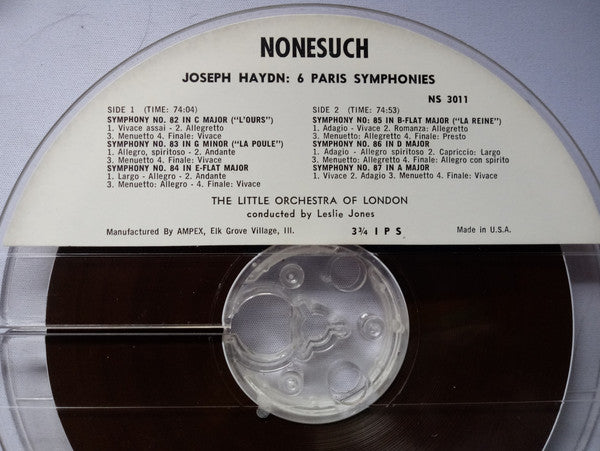 NONESUCH
JOSEPH HAYDN: 6 PARIS SYMPHONIES
NS 3011
SIDE 1 (TIME: 74:04)
SYMPHONY NO. 82 IN C MAJOR ("L'OURS")
1. Vivace assai - 2. Allegretto
3. Menuetto 4. Finale: Vivace
SYMPHONY NO. 83 IN G MINOR ("LA POULE")
1. Allegro, spiritoso - 2. Andante
3. Menuetto: Allegretto - 4. Finale: Vivace
SYMPHONY NO. 84 IN E-FLAT MAJOR
1. Largo - Allegro - 2. Andante
3. Menuetto: Allegro - 4. Finale: Vivace
SIDE 2 (TIME: 74:53)
SYMPHONY NO: 85 IN B-FLAT MAJOR ("LA REINE")
1. Adagio - Vivace 2. Romanza: Allegretto
3. Menuetto: Allegretto 4. Finale: Presto
SYMPHONY NO. 86 IN D MAJOR
1. Adagio - Allegro spiritoso 2. Capriccio: Largo
3. Menuetto: Allegretto 4. Finale: Allegro con spirito
SYMPHONY NO. 87 IN A MAJOR
1. Vivace 2. Adagio 3. Menuetto 4. Finale: Vivace
THE LITTLE ORCHESTRA OF LONDON
conducted by Leslie Jones
Manufactured By AMPEX, Elk Grove Village, Ill.
3¾ I P S
Made in U.S.A.